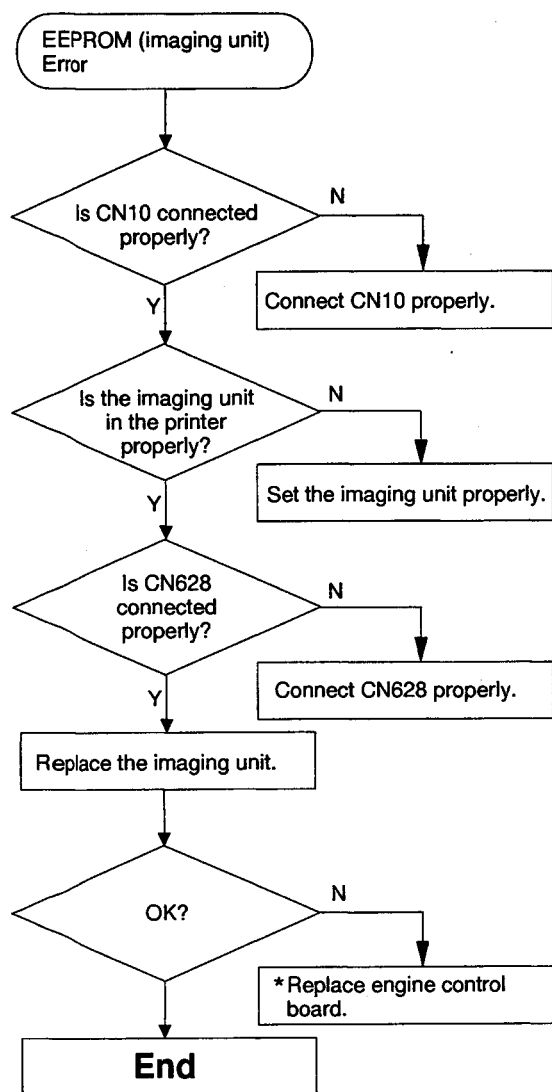 EEPROM (imaging unit)
Error
Is CN10 connected
properly?
N
Connect CN10 properly.
Y
Is the imaging unit
in the printer
properly?
N
Set the imaging unit properly.
Y
Is CN628
connected
properly?
N
Connect CN628 properly.
Y
Replace the imaging unit.
OK?
N
*Replace engine control
board.
End